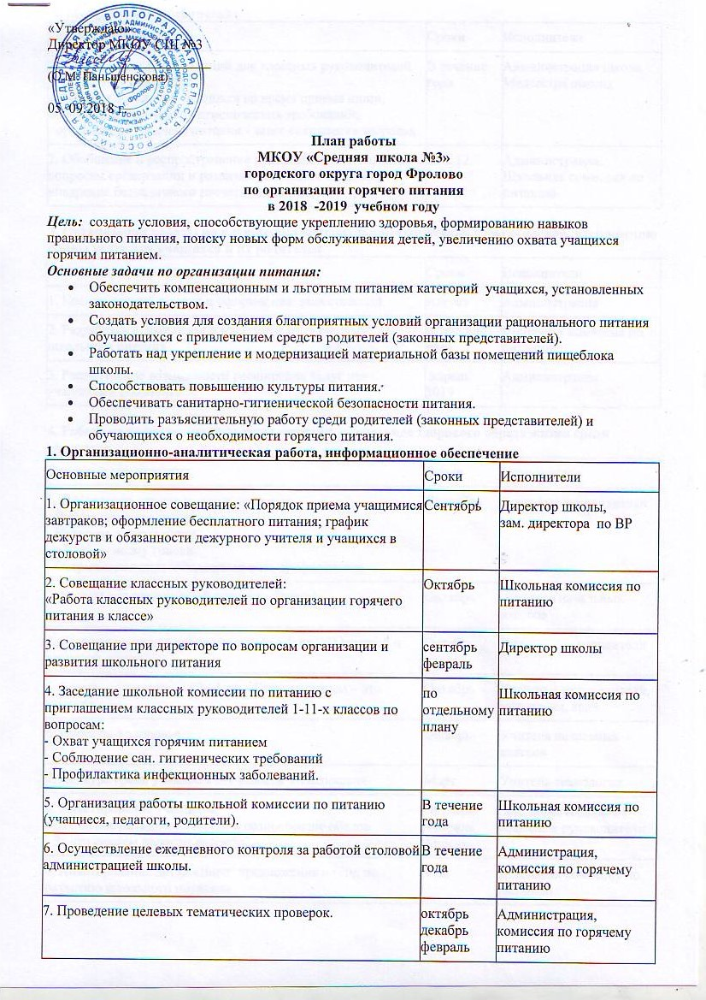 «Утверждаю»
Директор МКОУ СШ №3
(О.М. Паньшенскова)
05. 09.2018 г.
План работы
МКОУ «Средняя школа №3»
городского округа город Фролово
по организации горячего питания
в 2018 -2019 учебном году
Цель: создать условия, способствующие укреплению здоровья, формированию навыков
правильного питания, поиску новых форм обслуживания детей, увеличению охвата учащихся
горячим питанием.
Основные задачи по организации питания:
• Обеспечить компенсационным и льготным питанием категорий учащихся, установленных
законодательством.
• Создать условия для создания благоприятных условий организации рационального питания
обучающихся с привлечением средств родителей (законных представителей).
• Работать над укрепление и модернизацией материальной базы помещений пищеблока
школы.
• Способствовать повышению культуры питания.
• Обеспечивать санитарно-гигиенической безопасности питания.
• Проводить разъяснительную работу среди родителей (законных представителей) и
обучающихся о необходимости горячего питания.
1. Организационно-аналитическая работа, информационное обеспечение
Основные мероприятия Сроки Исполнители
1. Организационное совещание: «Порядок приема учащимися Сентябрь Директор школы,
завтраков; оформление бесплатного питания; график зам. директора по ВР
дежурств и обязанности дежурного учителя и учащихся в
столовой»
2. Совещание классных руководителей: Октябрь Школьная комиссия по
«Работа классных руководителей по организации горячего питанию
питания в классе»
3. Совещание при директоре по вопросам организации и сентябрь Директор школы
развития школьного питания февраль
4. Заседание школьной комиссии по питанию с по Школьная комиссия по
приглашением классных руководителей 1-11-х классов по отдельному питанию
вопросам: плану
- Охват учащихся горячим питанием
- Соблюдение сан. гигиенических требований
- Профилактика инфекционных заболеваний.
5. Организация работы школьной комиссии по питанию В течение Школьная комиссия по
(учащиеся, педагоги, родители). года питанию
6. Осуществление ежедневного контроля за работой столовой В течение Администрация,
администрацией школы. года комиссия по горячему
питанию
7. Проведение целевых тематических проверок. октябрь Администрация,
декабрь комиссия по горячему
февраль питанию